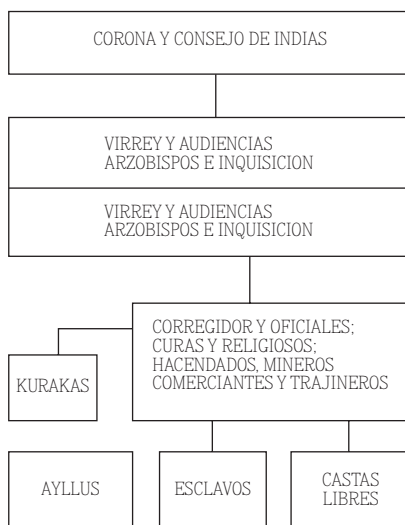 CORONA Y CONSEJO DE INDIAS
VIRREY Y AUDIENCIAS
ARZOBISPOS E INQUISICION
VIRREY Y AUDIENCIAS
ARZOBISPOS E INQUISICION
CORREGIDOR Y OFICIALES;
CURAS Y RELIGIOSOS;
HACENDADOS, MINEROS
COMERCIANTES Y TRAJINEROS
KURAKAS
AYLLUS
ESCLAVOS
CASTAS
LIBRES